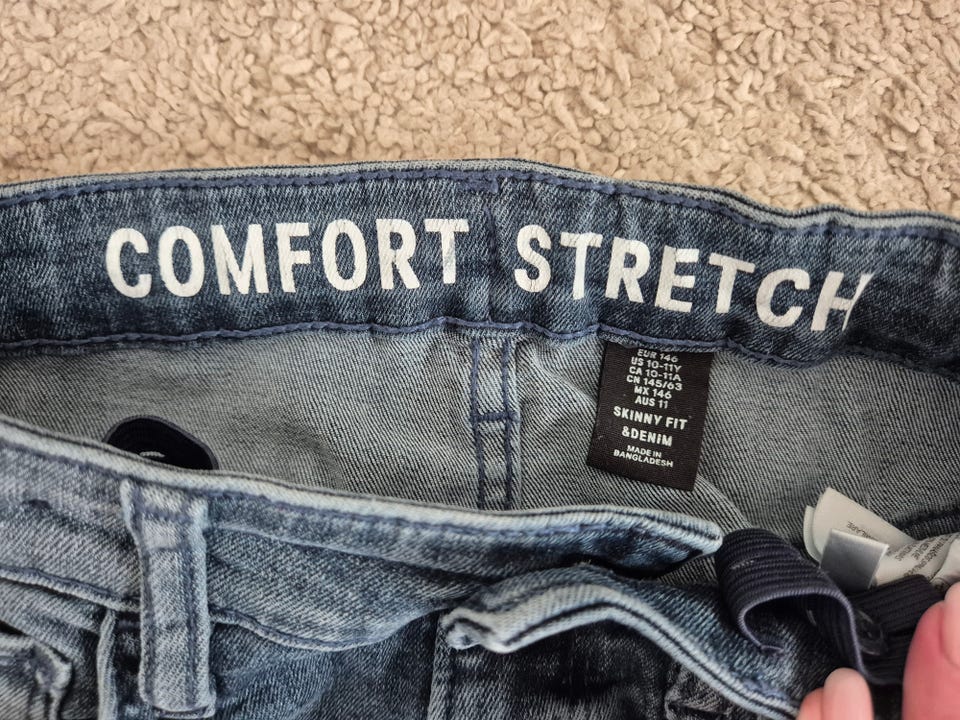 COMFORT STRETCH
EUR 146
US 10-11Y
CA 10-11A
CN 145/63
MX 146
AUS 11
SKINNY FIT
&DENIM
MADE IN
BANGLADESH